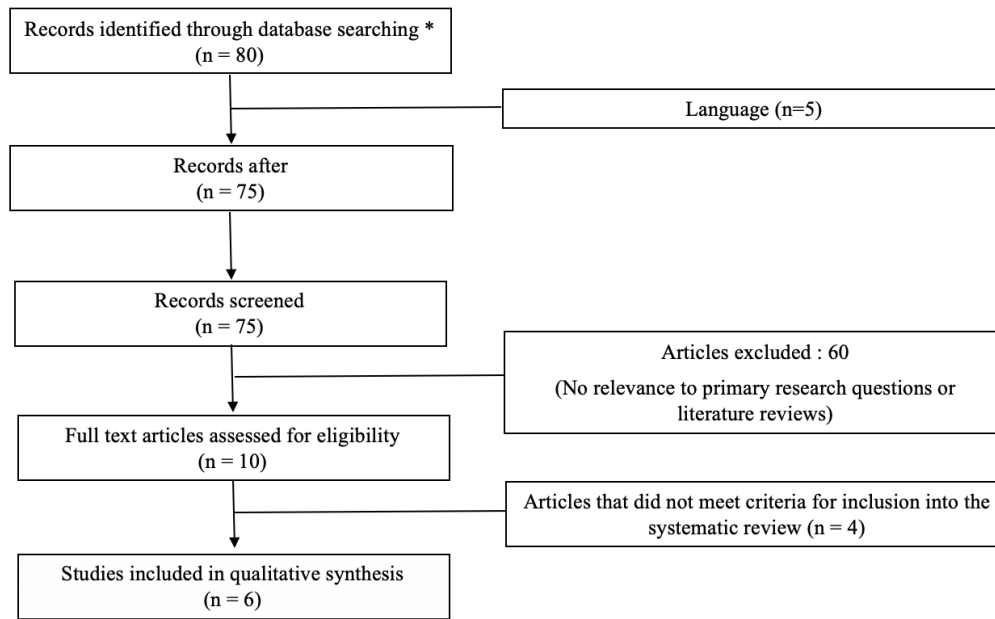 Records identified through database searching *
(n = 80)
Language (n=5)
Records after
(n = 75)
Records screened
(n = 75)
Articles excluded : 60
(No relevance to primary research questions or
literature reviews)
Full text articles assessed for eligibility
(n = 10)
Articles that did not meet criteria for inclusion into the
systematic review (n = 4)
Studies included in qualitative synthesis
(n = 6)